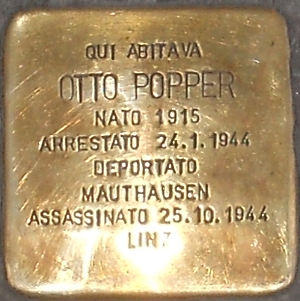 QUI ABITAVA
OTTO POPPER
NATO 1915
ARRESTATO 24.1.1944
DEPORTATO
MAUTHAUSEN
ASSASSINATO 25.10.1944
LINZ